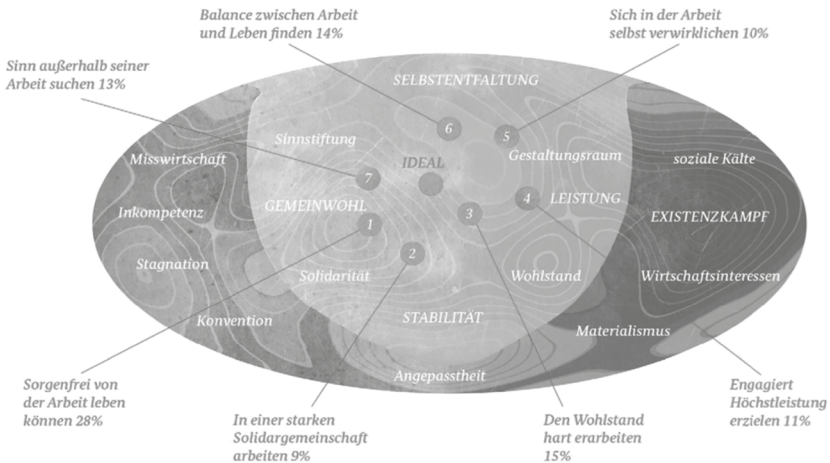 Balance zwischen Arbeit
und Leben finden 14%
Sich in der Arbeit
selbst verwirklichen 10%
Sinn außerhalb seiner
Arbeit suchen 13%
SELBSTENTFALTUNG
6
5
Sinnstiftung
Misswirtschaft
IDEAL
Gestaltungsraum
soziale Kälte
7
GEMEINWOHL
4
LEISTUNG
Inkompetenz
3
EXISTENZKAMPF
1
2
Stagnation
Solidarität
Wohlstand
Wirtschaftsinteressen
Konvention
STABILITÄT
Materialismus
Angepasstheit
Sorgenfrei von
der Arbeit leben
können 28%
In einer starken
Solidargemeinschaft
arbeiten 9%
Den Wohlstand
hart erarbeiten
15%
Engagiert
Höchstleistung
erzielen 11%